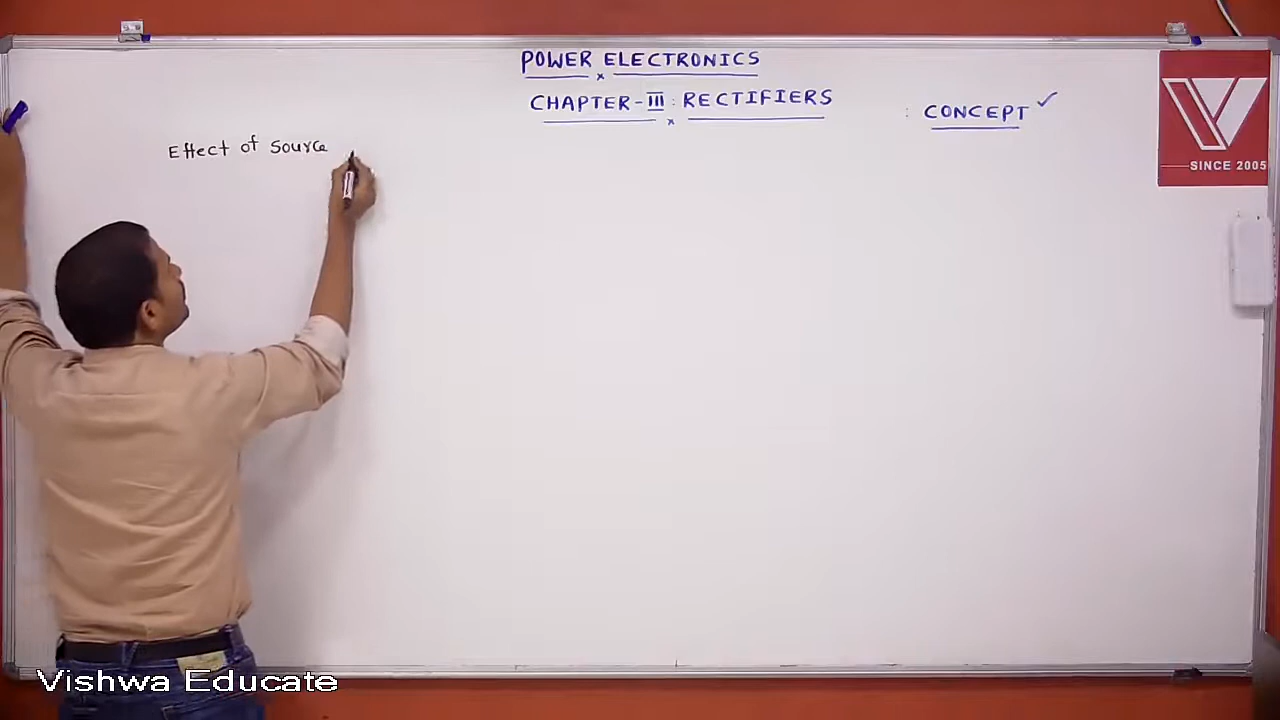 POWER ELECTRONICS
CHAPTER-III : RECTIFIERS : CONCEPT
Effect of Source
SINCE 2005
Vishwa Educate